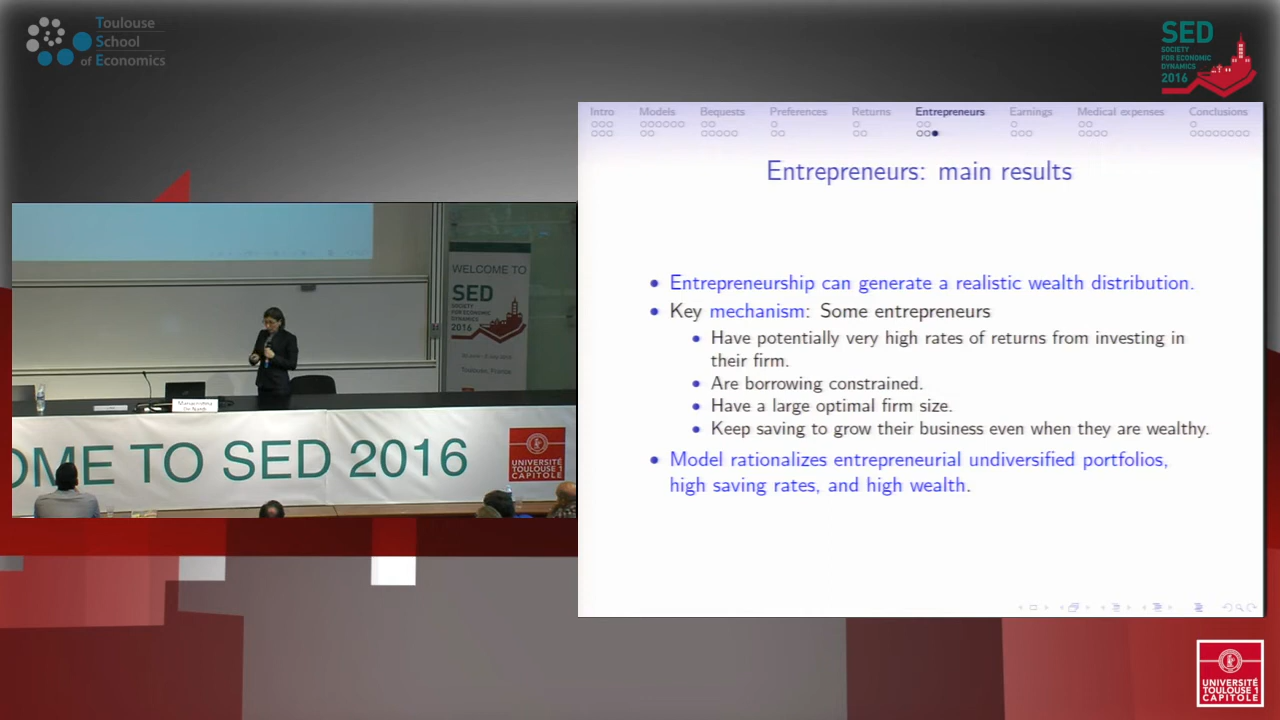 Toulouse
School
of Economics
SED
SOCIETY
FOR ECONOMIC
DYNAMICS
2016
Intro Models Bequests Preferences Returns Entrepreneurs Earnings Medical expenses Conclusions
Entrepreneurs: main results
• Entrepreneurship can generate a realistic wealth distribution.
• Key mechanism: Some entrepreneurs
• Have potentially very high rates of returns from investing in
their firm.
• Are borrowing constrained.
• Have a large optimal firm size.
• Keep saving to grow their business even when they are wealthy.
• Model rationalizes entrepreneurial undiversified portfolios,
high saving rates, and high wealth.
WELCOME TO
SED
SOCIETY
FOR ECONOMIC
DYNAMICS
2016
Toulouse, France
OME TO SED 2016
UNIVERSITÉ
TOULOUSE 1
CAPITOLE
UNIVERSITÉ
TOULOUSE 1
CAPITOLE